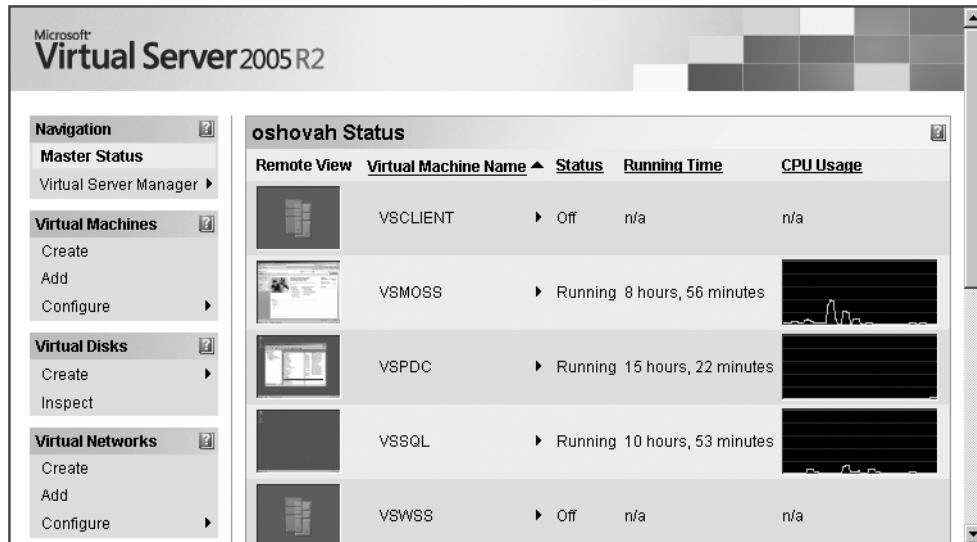 Microsoft
Virtual Server 2005 R2
Navigation
Master Status
Virtual Server Manager
Virtual Machines
Create
Add
Configure
Virtual Disks
Create
Inspect
Virtual Networks
Create
Add
Configure
oshovah Status
Remote View Virtual Machine Name Status Running Time CPU Usage
VSCLIENT Off n/a n/a
VSMOSS Running 8 hours, 56 minutes
VSPDC Running 15 hours, 22 minutes
VSSQL Running 10 hours, 53 minutes
VSWSS Off n/a n/a